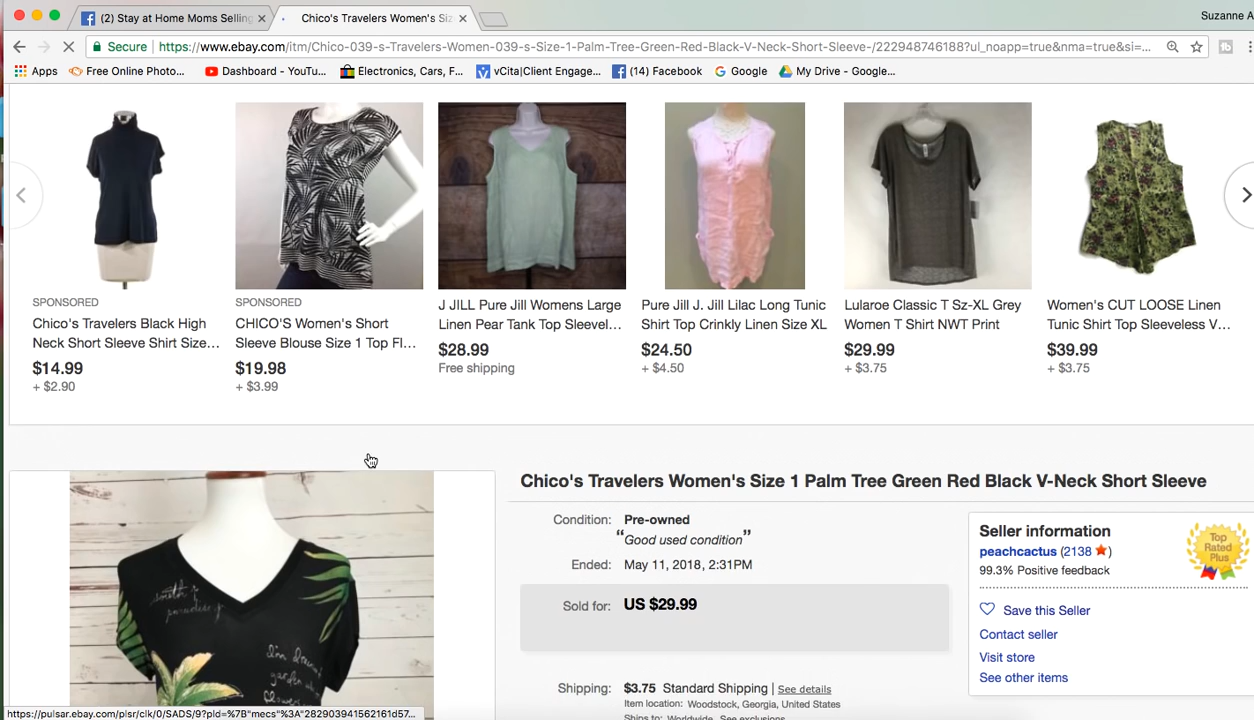 (2) Stay at Home Moms Selling
Chico's Travelers Women's Siz
Suzanne A
Secure
https://www.ebay.com/itm/Chico-039-s-Travelers-Women-039-s-Size-1-Palm-Tree-Green-Red-Black-V-Neck-Short-Sleeve-/222948746188?ul_noapp=true&nma=true&si=...
Apps
Free Online Photo...
Dashboard - YouTu...
Electronics, Cars, F...
vCita|Client Engage...
(14) Facebook
Google
My Drive - Google...
SPONSORED
Chico's Travelers Black High
Neck Short Sleeve Shirt Size...
$14.99
+ $2.90
SPONSORED
CHICO'S Women's Short
Sleeve Blouse Size 1 Top Fl...
$19.98
+ $3.99
J JILL Pure Jill Womens Large
Linen Pear Tank Top Sleevel...
$28.99
Free shipping
Pure Jill J. Jill Lilac Long Tunic
Shirt Top Crinkly Linen Size XL
$24.50
+ $4.50
Lularoe Classic T Sz-XL Grey
Women T Shirt NWT Print
$29.99
+ $3.75
Women's CUT LOOSE Linen
Tunic Shirt Top Sleeveless V...
$39.99
+ $3.75
Chico's Travelers Women's Size 1 Palm Tree Green Red Black V-Neck Short Sleeve
Condition: Pre-owned
“Good used condition”
Ended: May 11, 2018, 2:31PM
Sold for: US $29.99
Shipping: $3.75 Standard Shipping | See details
Item location: Woodstock, Georgia, United States
Ships to: Worldwide See exclusions
Seller information
peachcactus (2138 )
99.3% Positive feedback
Top
Rated
Plus
Save this Seller
Contact seller
Visit store
See other items
https://pulsar.ebay.com/plsr/clk/0/SADS/9?pld=%7B"mecs"%3A"282903941562161d57...